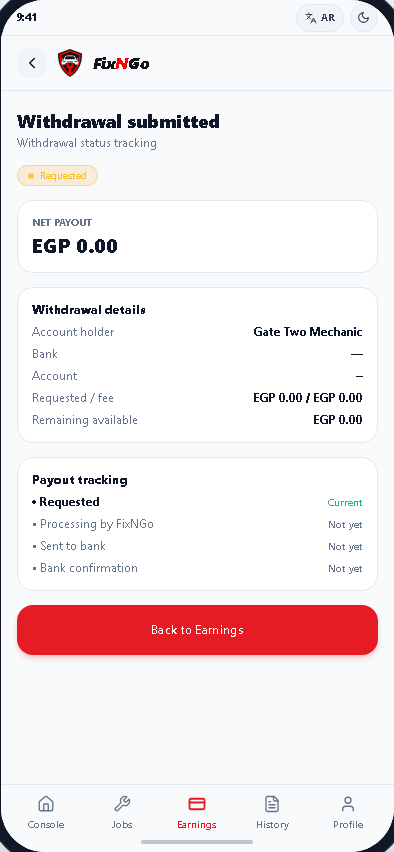 9:41
AR
FixNGo
Withdrawal submitted
Withdrawal status tracking
Requested
NET PAYOUT
EGP 0.00
Withdrawal details
Account holder Gate Two Mechanic
Bank —
Account –
Requested / fee EGP 0.00 / EGP 0.00
Remaining available EGP 0.00
Payout tracking
• Requested Current
• Processing by FixNGo Not yet
• Sent to bank Not yet
• Bank confirmation Not yet
Back to Earnings
Console Jobs Earnings History Profile